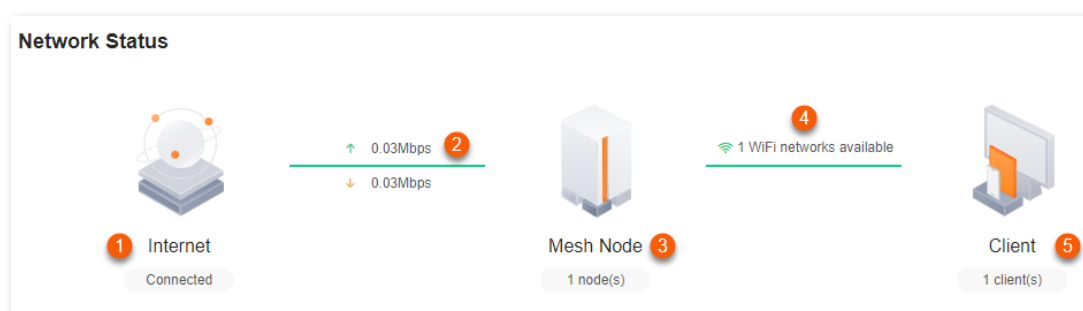 Network Status
4
↑ 0.03Mbps 2
1 WiFi networks available
↓ 0.03Mbps
1 Internet
Mesh Node 3
Client 5
Connected
1 node(s)
1 client(s)